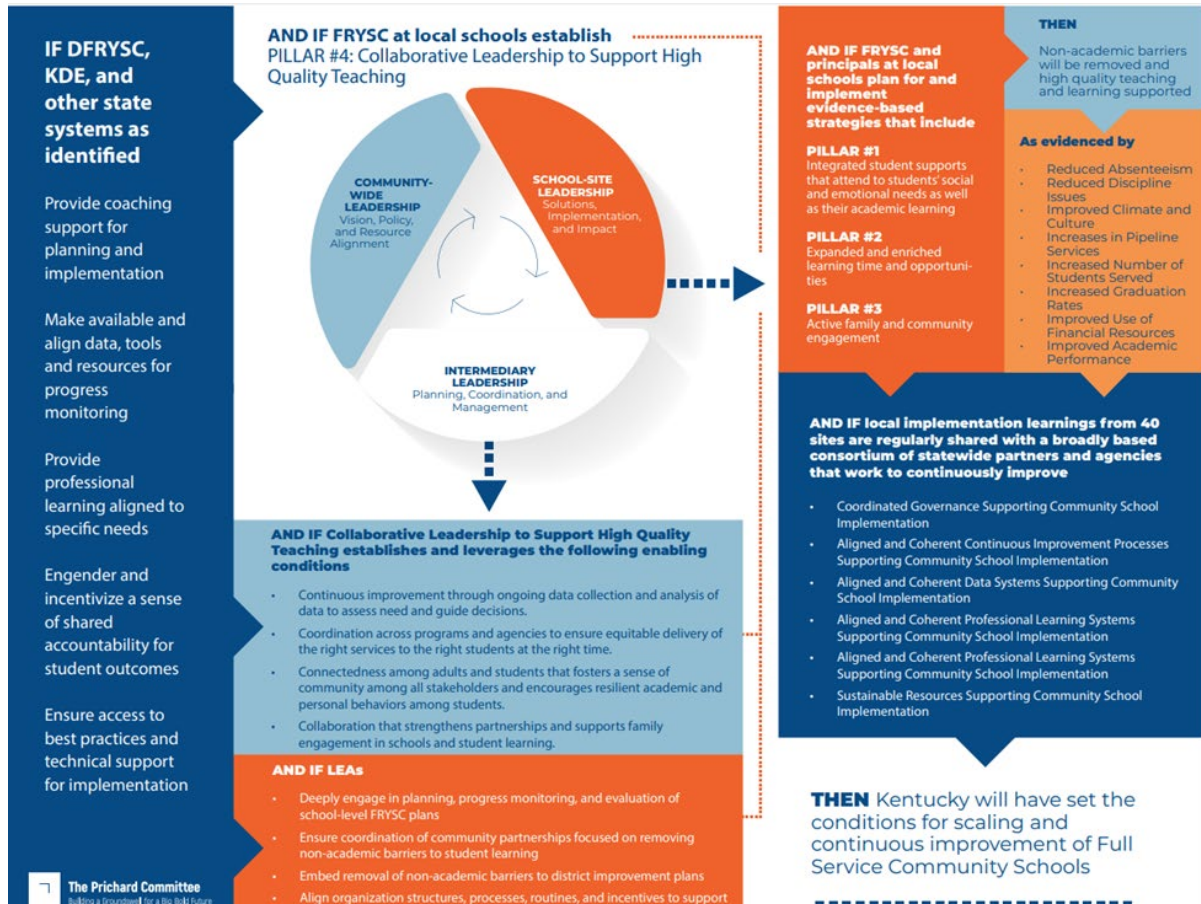 IF DFRYSC,
KDE, and
other state
systems as
identified
Provide coaching
support for
planning and
implementation
Make available and
align data, tools
and resources for
progress
monitoring
Provide
professional
learning aligned to
specific needs
Engender and
incentivize a sense
of shared
accountability for
student outcomes
Ensure access to
best practices and
technical support
for implementation
The Prichard Committee
Building a Groundswell for a Big Bold Future
AND IF FRYSC at local schools establish
PILLAR #4: Collaborative Leadership to Support High
Quality Teaching
COMMUNITY-
WIDE
LEADERSHIP
Vision, Policy,
and Resource
Alignment
SCHOOL-SITE
LEADERSHIP
Solutions,
Implementation,
and Impact
INTERMEDIARY
LEADERSHIP
Planning, Coordination, and
Management
AND IF Collaborative Leadership to Support High Quality
Teaching establishes and leverages the following enabling
conditions
• Continuous improvement through ongoing data collection and analysis of
data to assess need and guide decisions.
• Coordination across programs and agencies to ensure equitable delivery of
the right services to the right students at the right time.
• Connectedness among adults and students that fosters a sense of
community among all stakeholders and encourages resilient academic and
personal behaviors among students.
• Collaboration that strengthens partnerships and supports family
engagement in schools and student learning.
AND IF LEAs
• Deeply engage in planning, progress monitoring, and evaluation of
school-level FRYSC plans
• Ensure coordination of community partnerships focused on removing
non-academic barriers to student learning
• Embed removal of non-academic barriers to district improvement plans
• Align organization structures, processes, routines, and incentives to support
AND IF FRYSC and
principals at local
schools plan for and
implement
evidence-based
strategies that include
PILLAR #1
Integrated student supports
that attend to students' social
and emotional needs as well
as their academic learning
PILLAR #2
Expanded and enriched
learning time and opportuni-
ties
PILLAR #3
Active family and community
engagement
THEN
Non-academic barriers
will be removed and
high quality teaching
and learning supported
As evidenced by
• Reduced Absenteeism
• Reduced Discipline
Issues
• Improved Climate and
Culture
• Increases in Pipeline
Services
• Increased Number of
Students Served
• Increased Graduation
Rates
• Improved Use of
Financial Resources
• Improved Academic
Performance
AND IF local implementation learnings from 40
sites are regularly shared with a broadly based
consortium of statewide partners and agencies
that work to continuously improve
• Coordinated Governance Supporting Community School
Implementation
• Aligned and Coherent Continuous Improvement Processes
Supporting Community School Implementation
• Aligned and Coherent Data Systems Supporting Community
School Implementation
• Aligned and Coherent Professional Learning Systems
Supporting Community School Implementation
• Aligned and Coherent Professional Learning Systems
Supporting Community School Implementation
• Sustainable Resources Supporting Community School
Implementation
THEN Kentucky will have set the
conditions for scaling and
continuous improvement of Full
Service Community Schools